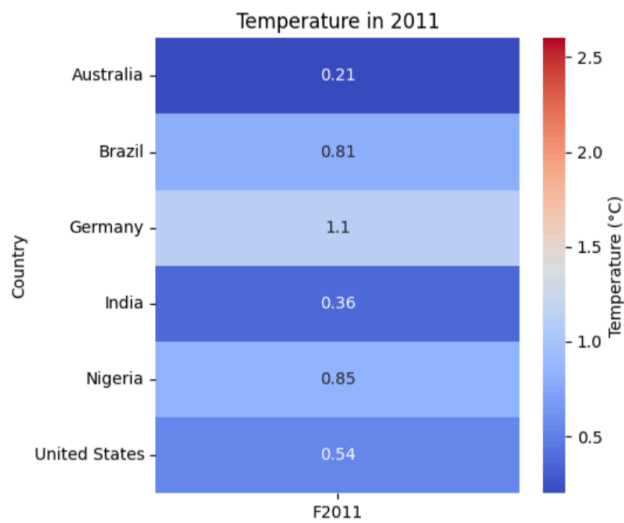 Temperature in 2011
Country
Australia 0.21
Brazil 0.81
Germany 1.1
India 0.36
Nigeria 0.85
United States 0.54
F2011
2.5
2.0
1.5
1.0
0.5
Temperature (°C)